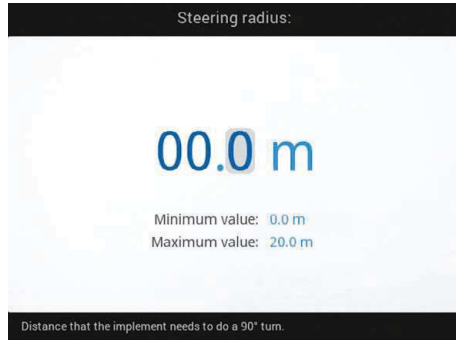 Steering radius:
00.0 m
Minimum value: 0.0 m
Maximum value: 20.0 m
Distance that the implement needs to do a 90° turn.